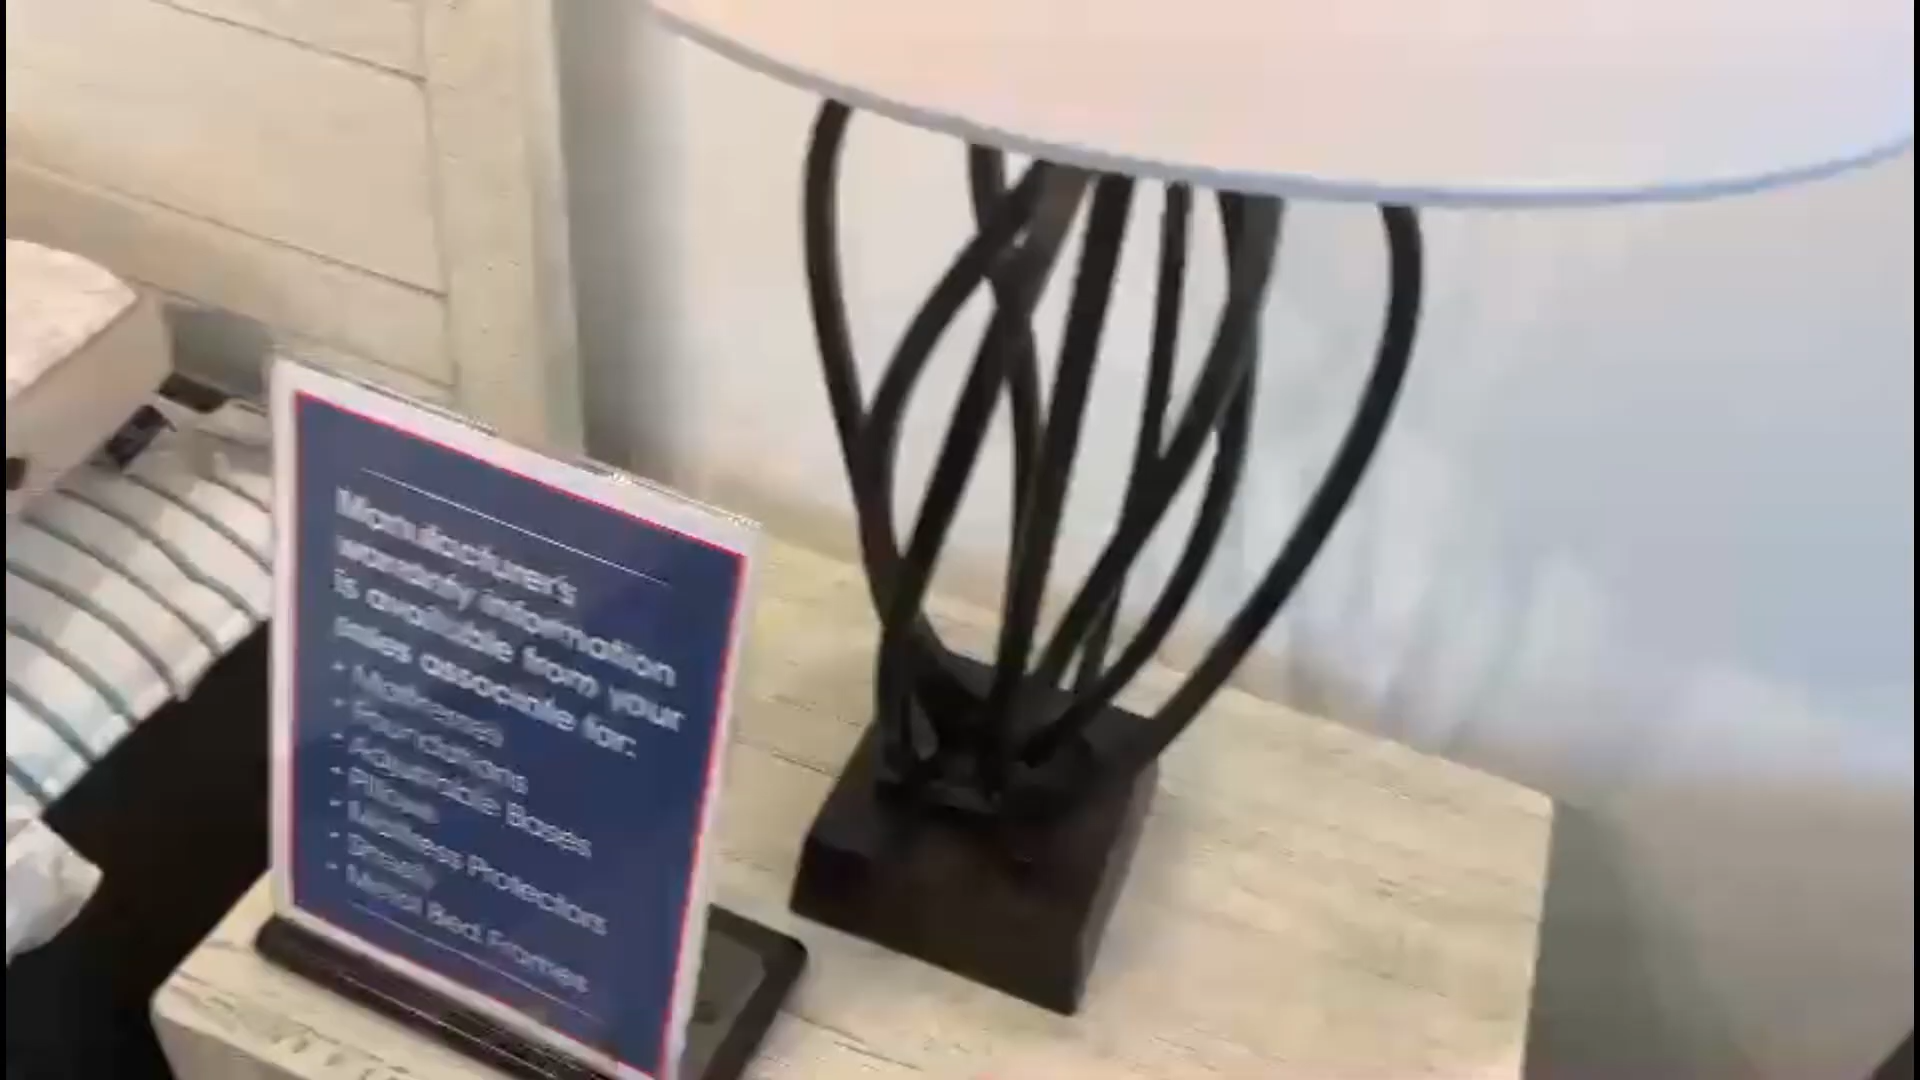 Manufacturer's
warranty information
is available from your
sales associate for:
• Mattresses
• Foundations
• Adjustable Bases
• Pillows
• Mattress Protectors
• Sheets
• Metal Bed Frames